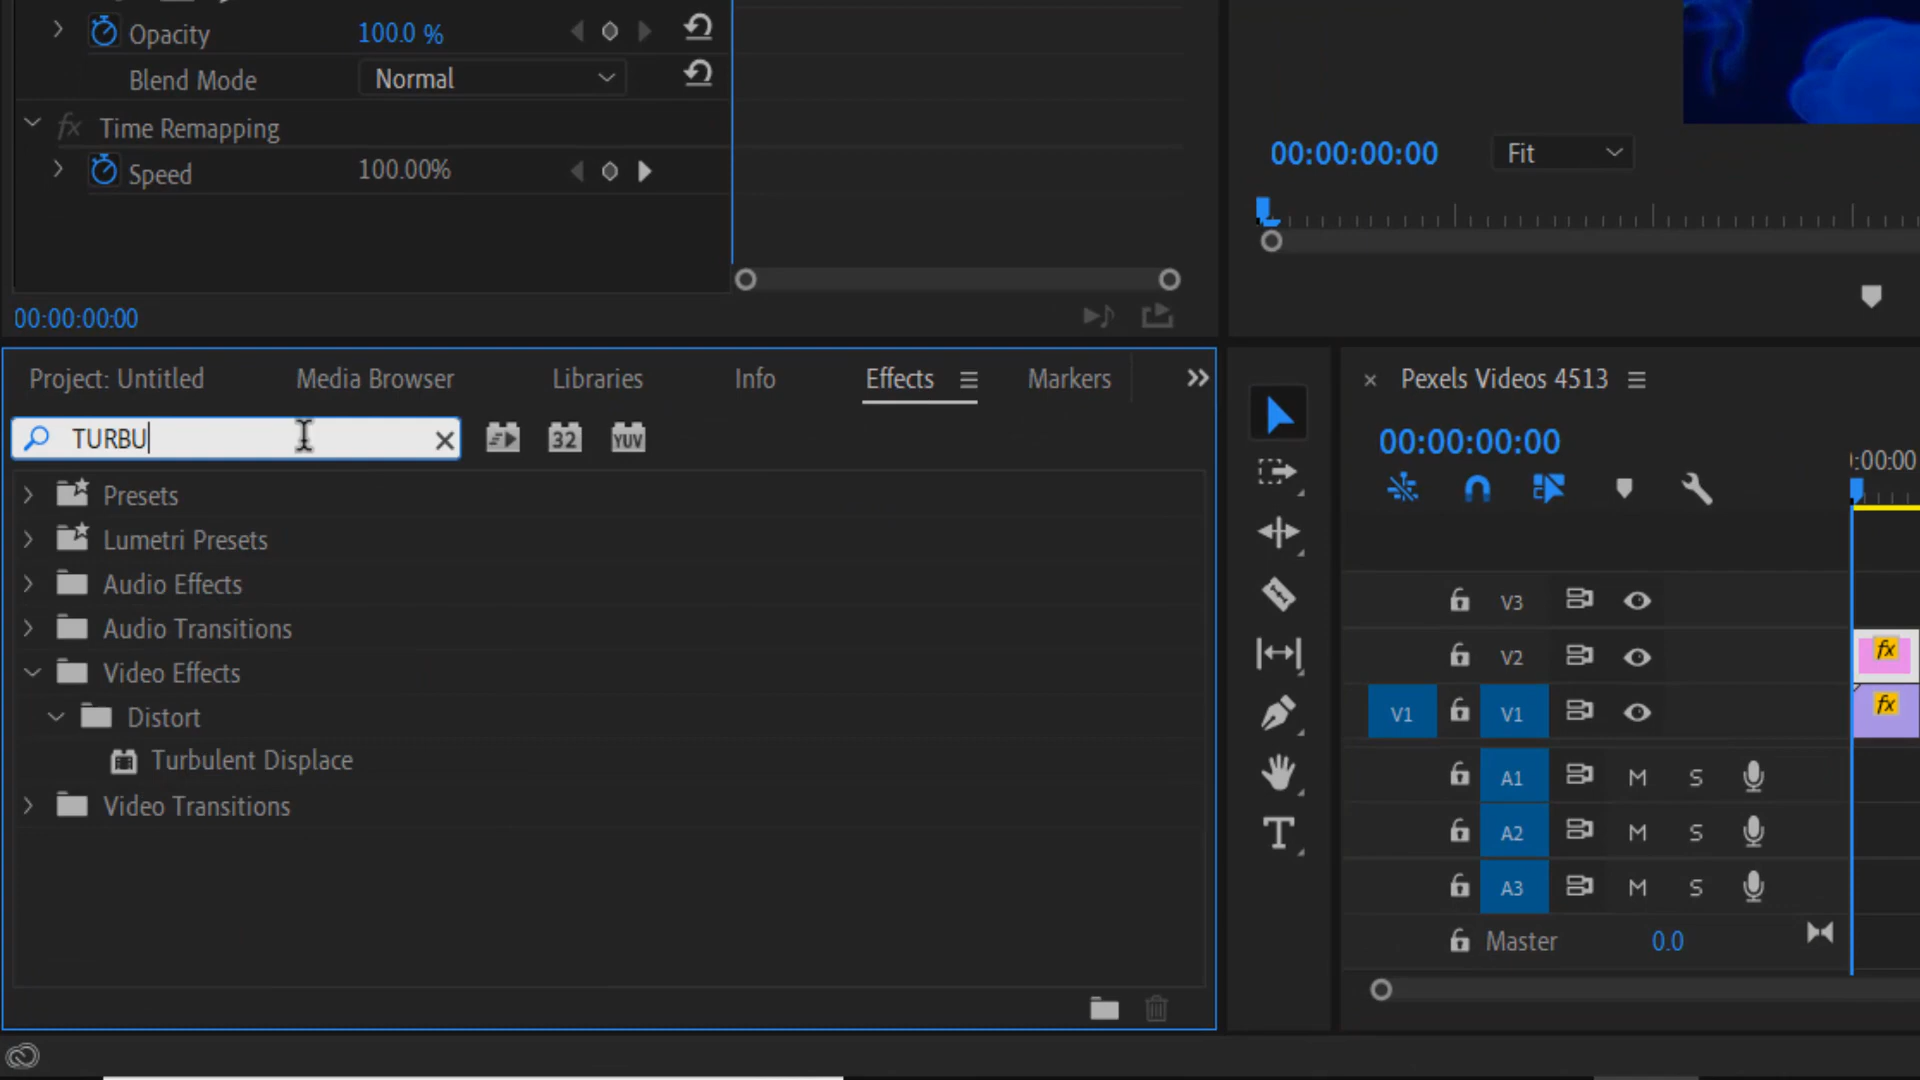 Opacity 100.0 %
Blend Mode Normal
fx Time Remapping
Speed 100.00%
00:00:00:00
00:00:00:00 Fit
Project: Untitled Media Browser Libraries Info Effects Markers
TURBU 32 YUV
Presets
Lumetri Presets
Audio Effects
Audio Transitions
Video Effects
Distort
Turbulent Displace
Video Transitions
Pexels Videos 4513
00:00:00:00
:00:00
V3
V2 fx
V1 V1 fx
A1 M S
A2 M S
A3 M S
Master 0.0